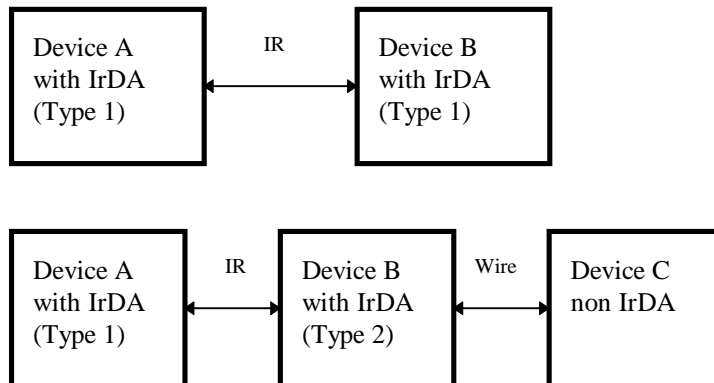 Device A
with IrDA
(Type 1)
IR
Device B
with IrDA
(Type 1)
Device A
with IrDA
(Type 1)
IR
Device B
with IrDA
(Type 2)
Wire
Device C
non IrDA